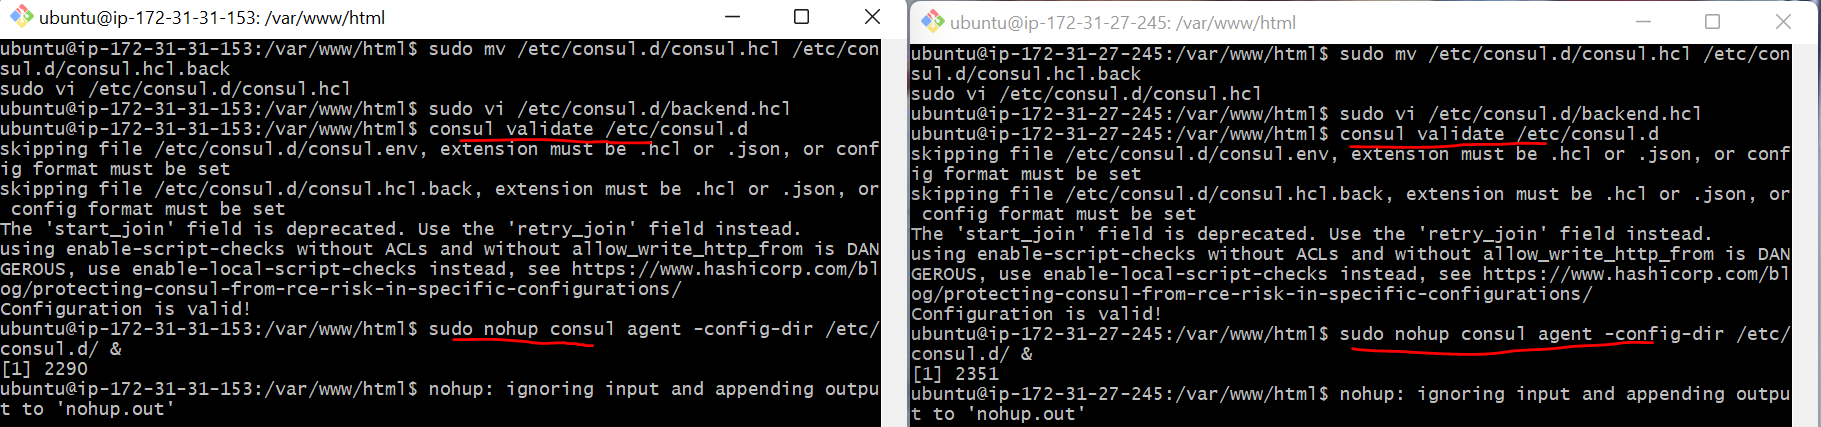 ubuntu@ip-172-31-31-153: /var/www/html
ubuntu@ip-172-31-31-153:/var/www/html$ sudo mv /etc/consul.d/consul.hcl /etc/con
sul.d/consul.hcl.back
sudo vi /etc/consul.d/consul.hcl
ubuntu@ip-172-31-31-153:/var/www/html$ sudo vi /etc/consul.d/backend.hcl
ubuntu@ip-172-31-31-153:/var/www/html$ consul validate /etc/consul.d
skipping file /etc/consul.d/consul.env, extension must be .hcl or .json, or conf
ig format must be set
skipping file /etc/consul.d/consul.hcl.back, extension must be .hcl or .json, or
 config format must be set
The 'start_join' field is deprecated. Use the 'retry_join' field instead.
using enable-script-checks without ACLs and without allow_write_http_from is DAN
GEROUS, use enable-local-script-checks instead, see https://www.hashicorp.com/bl
og/protecting-consul-from-rce-risk-in-specific-configurations/
Configuration is valid!
ubuntu@ip-172-31-31-153:/var/www/html$ sudo nohup consul agent -config-dir /etc/
consul.d/ &
[1] 2290
ubuntu@ip-172-31-31-153:/var/www/html$ nohup: ignoring input and appending outpu
t to 'nohup.out'
ubuntu@ip-172-31-27-245: /var/www/html
ubuntu@ip-172-31-27-245:/var/www/html$ sudo mv /etc/consul.d/consul.hcl /etc/con
sul.d/consul.hcl.back
sudo vi /etc/consul.d/consul.hcl
ubuntu@ip-172-31-27-245:/var/www/html$ sudo vi /etc/consul.d/backend.hcl
ubuntu@ip-172-31-27-245:/var/www/html$ consul validate /etc/consul.d
skipping file /etc/consul.d/consul.env, extension must be .hcl or .json, or conf
ig format must be set
skipping file /etc/consul.d/consul.hcl.back, extension must be .hcl or .json, or
 config format must be set
The 'start_join' field is deprecated. Use the 'retry_join' field instead.
using enable-script-checks without ACLs and without allow_write_http_from is DAN
GEROUS, use enable-local-script-checks instead, see https://www.hashicorp.com/bl
og/protecting-consul-from-rce-risk-in-specific-configurations/
Configuration is valid!
ubuntu@ip-172-31-27-245:/var/www/html$ sudo nohup consul agent -config-dir /etc/
consul.d/ &
[1] 2351
ubuntu@ip-172-31-27-245:/var/www/html$ nohup: ignoring input and appending outpu
t to 'nohup.out'